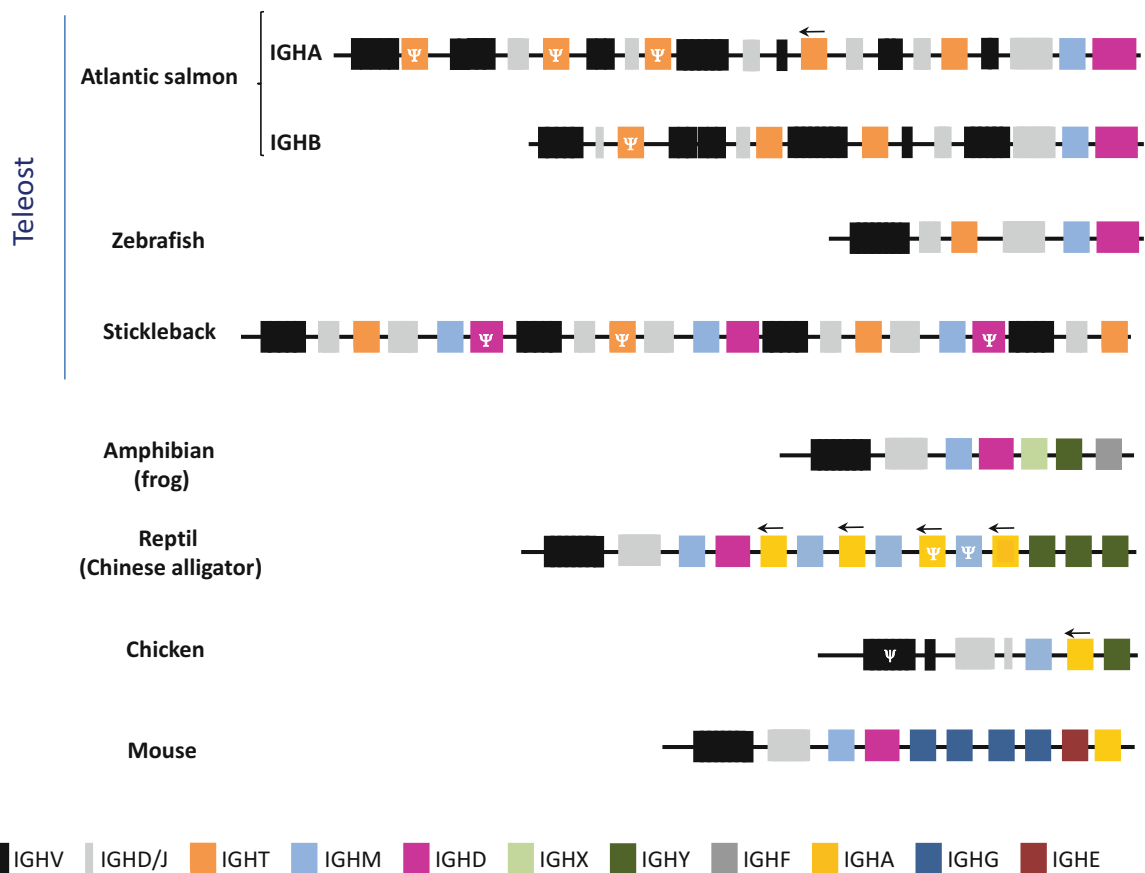 Teleost
Atlantic salmon
IGHA
Ψ Ψ Ψ
IGHB
Ψ
Zebrafish
Stickleback
Ψ Ψ Ψ
Amphibian
(frog)
Reptil
(Chinese alligator)
Ψ Ψ
Chicken
Ψ
Mouse
IGHV IGHD/J IGHT IGHM IGHD IGHX IGHY IGHF IGHA IGHG IGHE